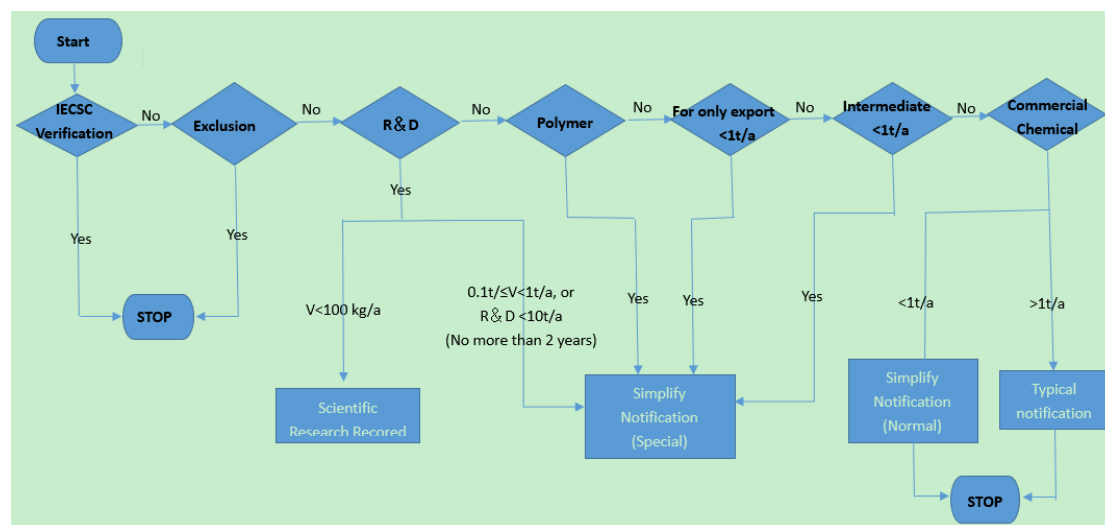 Start
IECSC
Verification
No
Exclusion
No
R&D
No
Polymer
No
For only export
<1t/a
No
Intermediate
<1t/a
No
Commercial
Chemical
Yes
Yes
Yes
STOP
V<100 kg/a
0.1t/≤V<1t/a, or
R&D <10t/a
(No more than 2 years)
Yes
Yes
Yes
<1t/a
>1t/a
Scientific
Research Recored
Simplify
Notification
(Special)
Simplify
Notification
(Normal)
Typical
notification
STOP